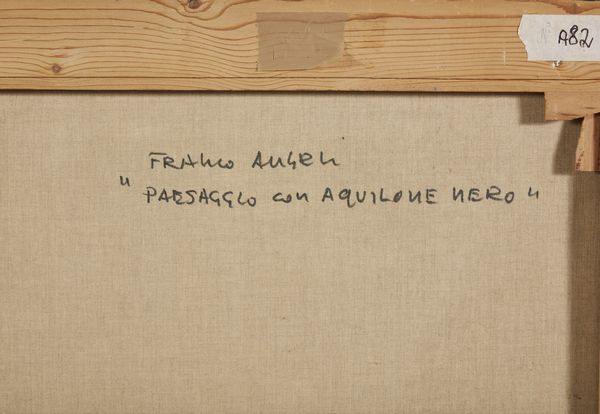 A82
FRANCO ANGELI
" PAESAGGIO con AQUILONE NERO "